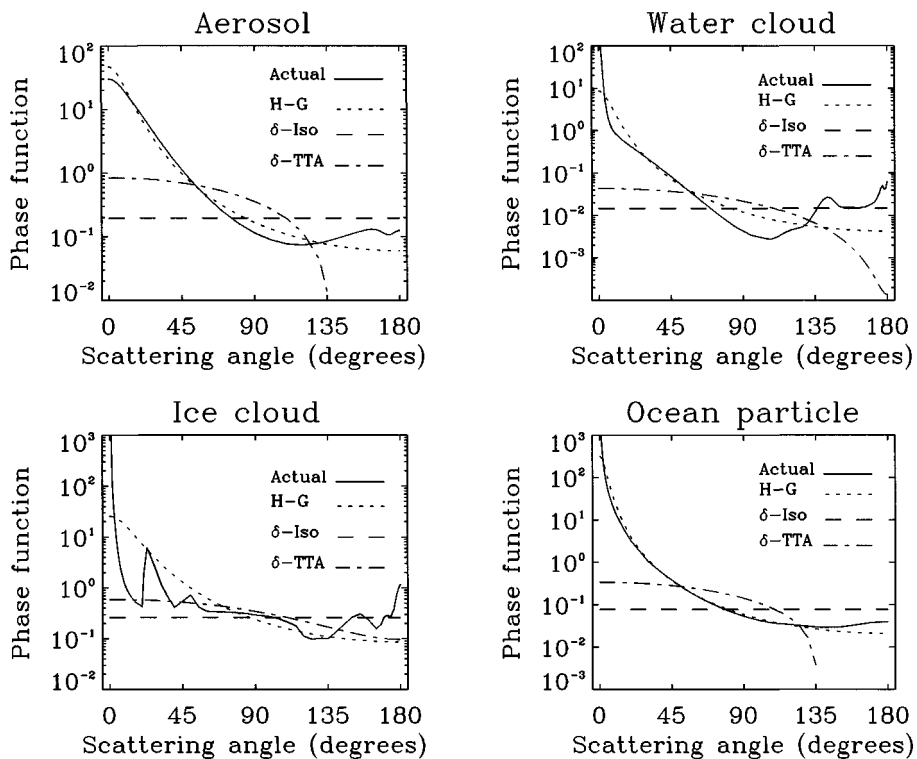 Aerosol
Phase function
10²
10¹
10⁰
10⁻¹
10⁻²
Actual
H-G
δ-Iso
δ-TTA
0 45 90 135 180
Scattering angle (degrees)
Water cloud
Phase function
10²
10¹
10⁰
10⁻¹
10⁻²
10⁻³
Actual
H-G
δ-Iso
δ-TTA
0 45 90 135 180
Scattering angle (degrees)
Ice cloud
Phase function
10³
10²
10¹
10⁰
10⁻¹
10⁻²
Actual
H-G
δ-Iso
δ-TTA
0 45 90 135 180
Scattering angle (degrees)
Ocean particle
Phase function
10³
10²
10¹
10⁰
10⁻¹
10⁻²
10⁻³
Actual
H-G
δ-Iso
δ-TTA
0 45 90 135 180
Scattering angle (degrees)